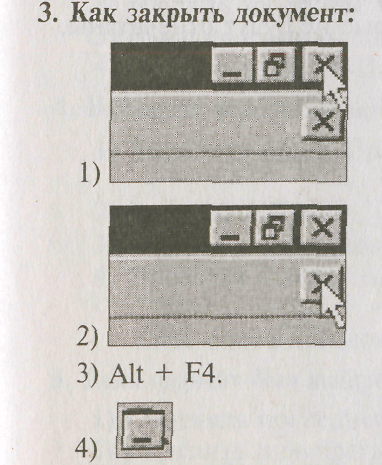 3. Как закрыть документ:
1)
2)
3) Alt + F4.
4)